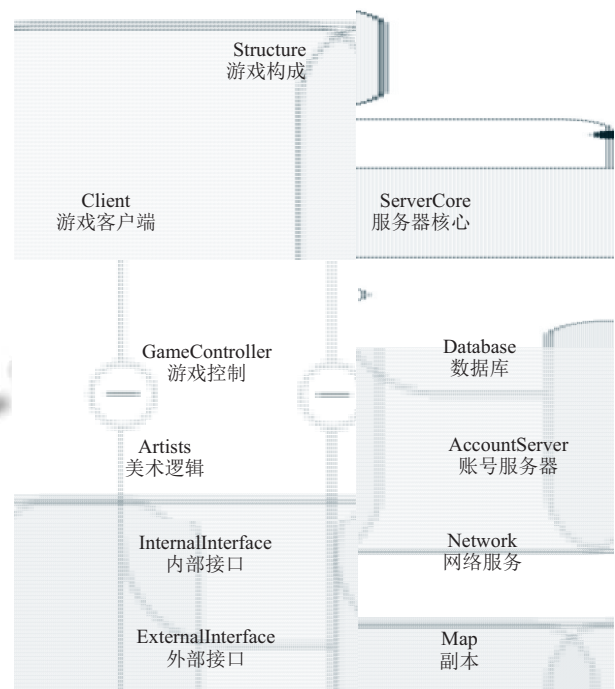 Structure
游戏构成
Client
游戏客户端
ServerCore
服务器核心
GameController
游戏控制
Database
数据库
Artists
美术逻辑
AccountServer
账号服务器
InternalInterface
内部接口
Network
网络服务
ExternalInterface
外部接口
Map
副本